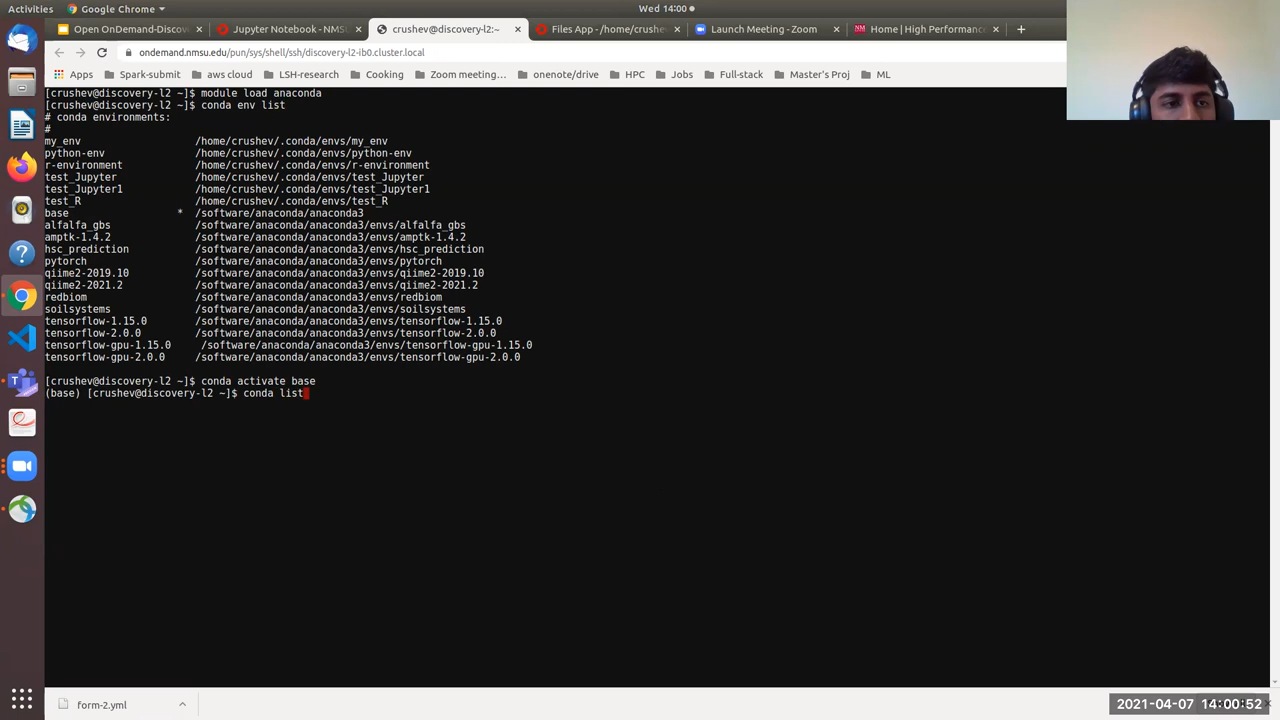 Activities
Google Chrome
Wed 14:00
Open OnDemand-Discov
Jupyter Notebook - NMSU
crushev@discovery-l2:~
Files App - /home/crushe
Launch Meeting - Zoom
Home | High Performance
ondemand.nmsu.edu/pun/sys/shell/ssh/discovery-l2-ib0.cluster.local
Apps
Spark-submit
aws cloud
LSH-research
Cooking
Zoom meeting…
onenote/drive
HPC
Jobs
Full-stack
Master's Proj
ML
[crushev@discovery-l2 ~]$ module load anaconda
[crushev@discovery-l2 ~]$ conda env list
# conda environments:
#
my_env /home/crushev/.conda/envs/my_env
python-env /home/crushev/.conda/envs/python-env
r-environment /home/crushev/.conda/envs/r-environment
test_Jupyter /home/crushev/.conda/envs/test_Jupyter
test_Jupyter1 /home/crushev/.conda/envs/test_Jupyter1
test_R /home/crushev/.conda/envs/test_R
base * /software/anaconda/anaconda3
alfalfa_gbs /software/anaconda/anaconda3/envs/alfalfa_gbs
amptk-1.4.2 /software/anaconda/anaconda3/envs/amptk-1.4.2
hsc_prediction /software/anaconda/anaconda3/envs/hsc_prediction
pytorch /software/anaconda/anaconda3/envs/pytorch
qiime2-2019.10 /software/anaconda/anaconda3/envs/qiime2-2019.10
qiime2-2021.2 /software/anaconda/anaconda3/envs/qiime2-2021.2
redbiom /software/anaconda/anaconda3/envs/redbiom
soilsystems /software/anaconda/anaconda3/envs/soilsystems
tensorflow-1.15.0 /software/anaconda/anaconda3/envs/tensorflow-1.15.0
tensorflow-2.0.0 /software/anaconda/anaconda3/envs/tensorflow-2.0.0
tensorflow-gpu-1.15.0 /software/anaconda/anaconda3/envs/tensorflow-gpu-1.15.0
tensorflow-gpu-2.0.0 /software/anaconda/anaconda3/envs/tensorflow-gpu-2.0.0
[crushev@discovery-l2 ~]$ conda activate base
(base) [crushev@discovery-l2 ~]$ conda list
form-2.yml
2021-04-07 14:00:52